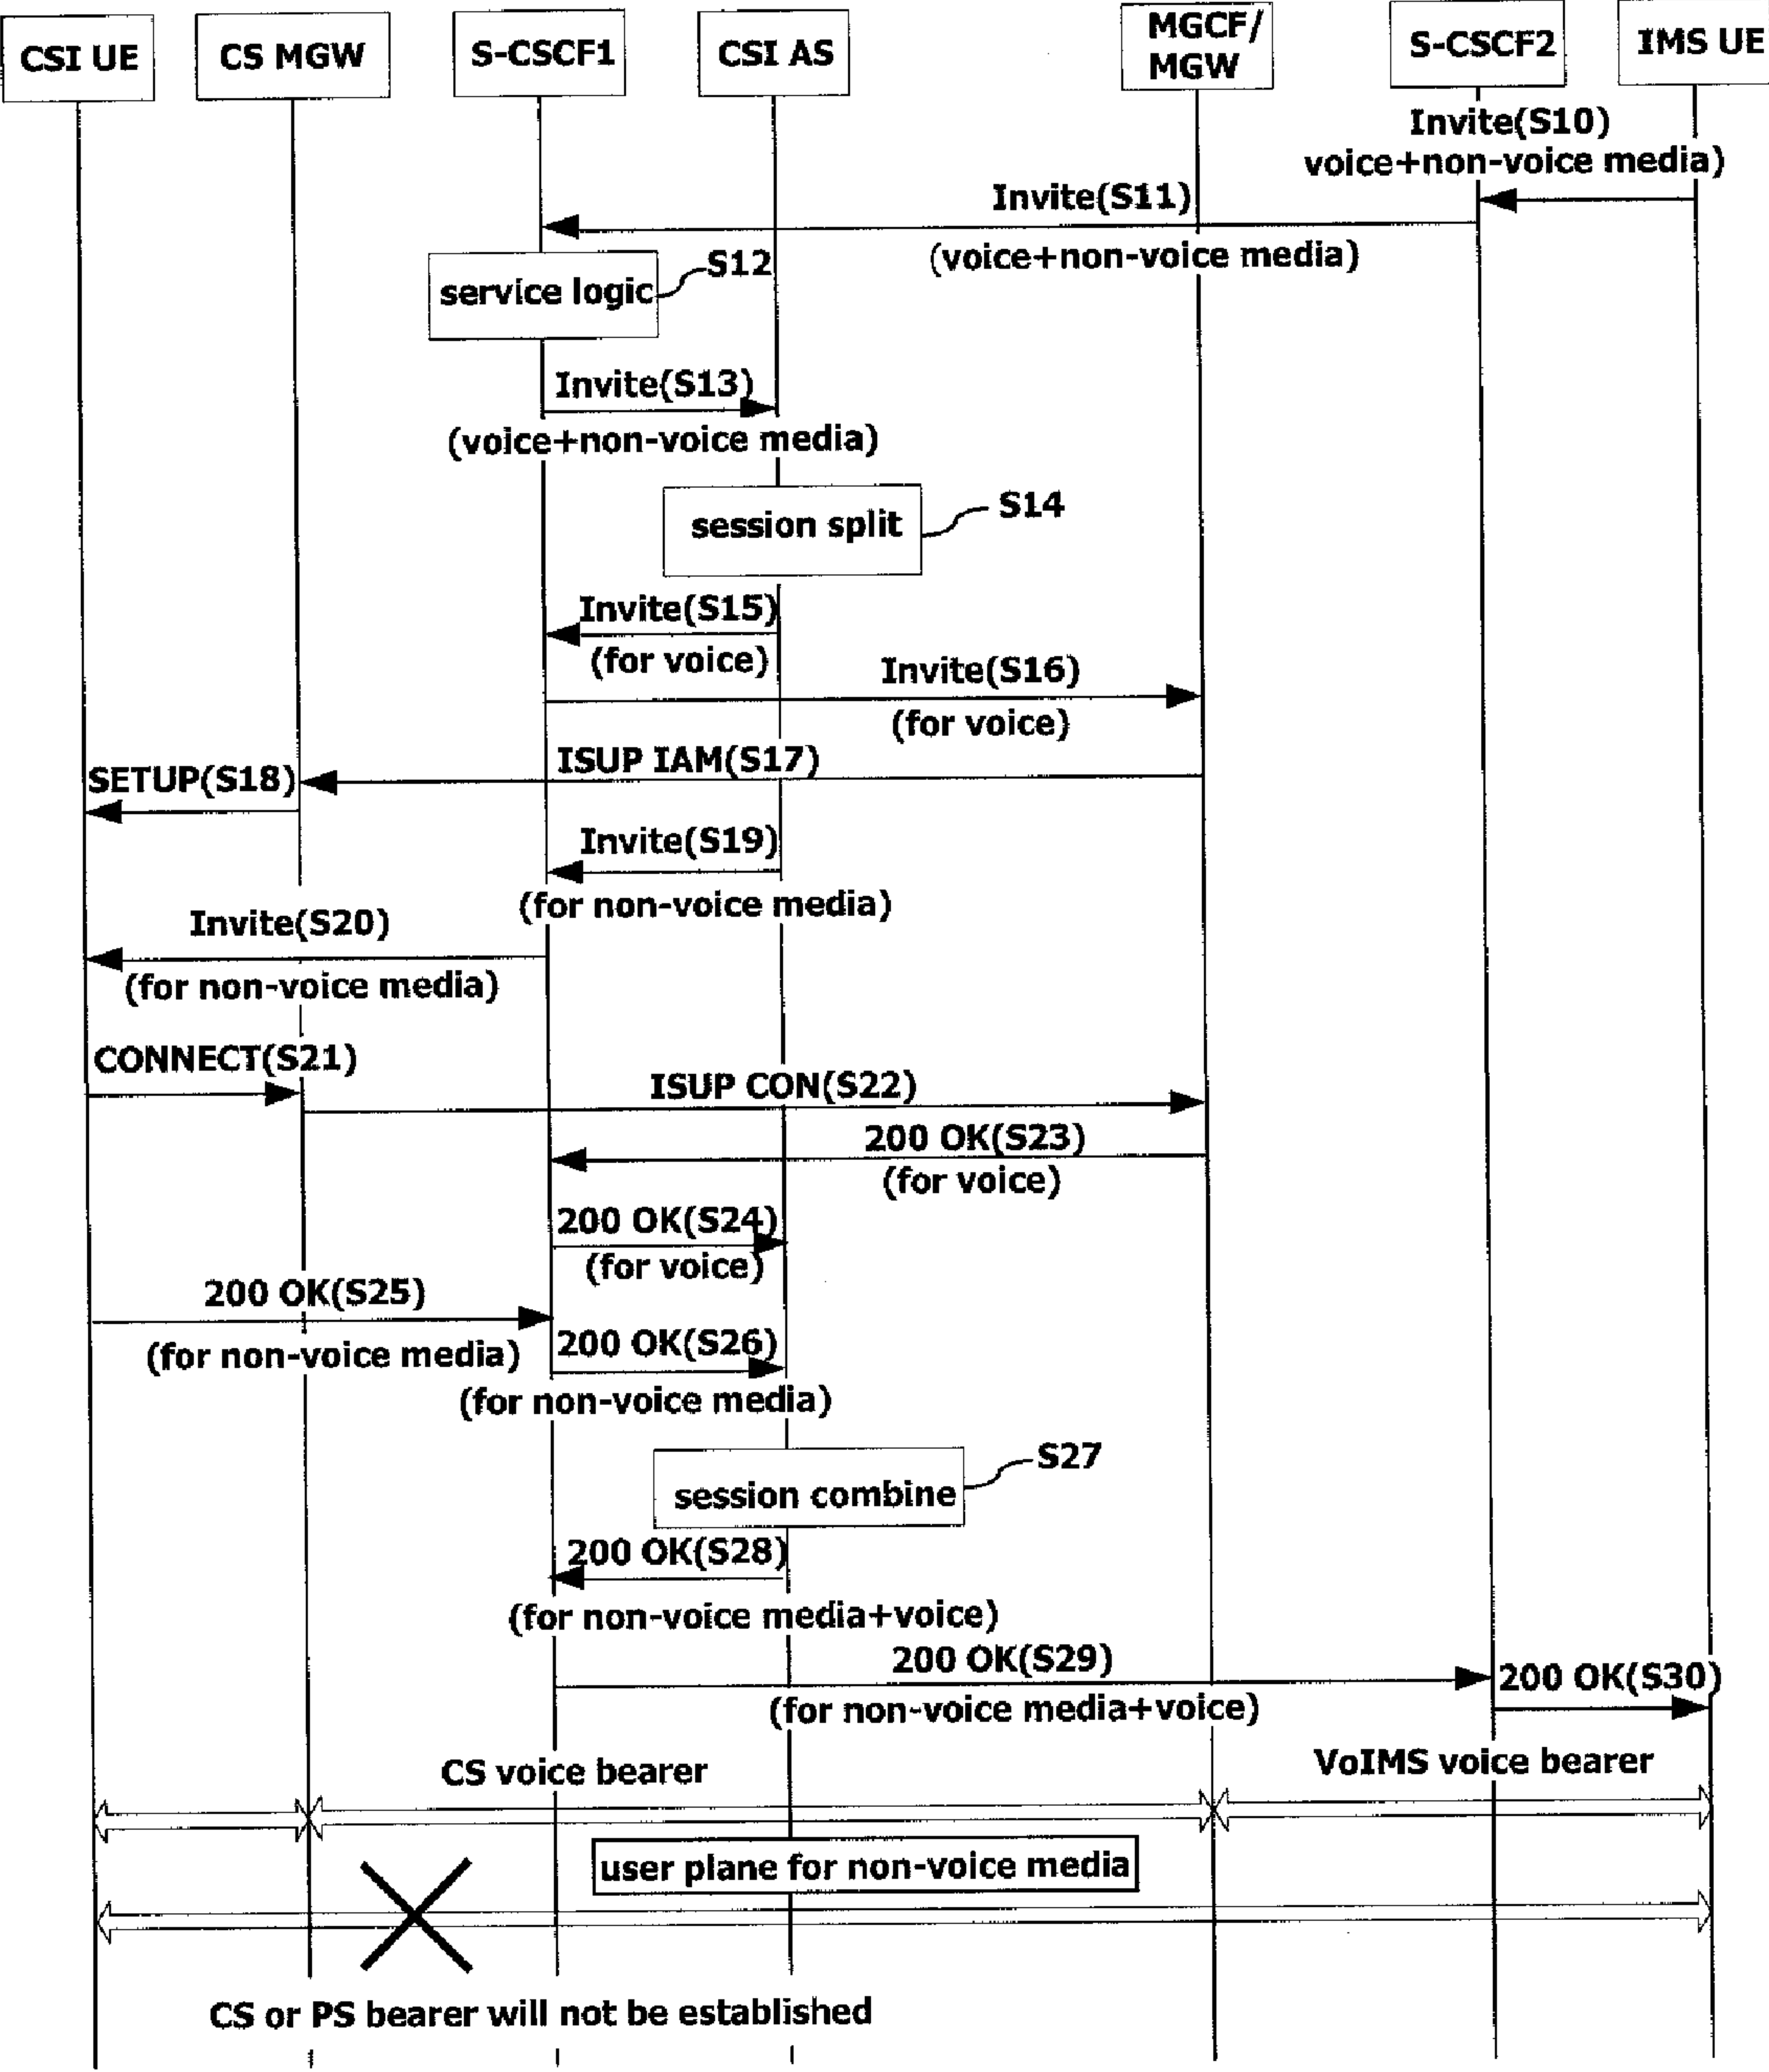 CSI UE
CS MGW
S-CSCF1
CSI AS
MGCF/
MGW
S-CSCF2
IMS UE
Invite(S10)
voice+non-voice media)
Invite(S11)
(voice+non-voice media)
service logic
S12
Invite(S13)
(voice+non-voice media)
session split
S14
Invite(S15)
(for voice)
Invite(S16)
(for voice)
ISUP IAM(S17)
SETUP(S18)
Invite(S19)
(for non-voice media)
Invite(S20)
(for non-voice media)
CONNECT(S21)
ISUP CON(S22)
200 OK(S23)
(for voice)
200 OK(S24)
(for voice)
200 OK(S25)
(for non-voice media)
200 OK(S26)
(for non-voice media)
S27
session combine
200 OK(S28)
(for non-voice media+voice)
200 OK(S29)
(for non-voice media+voice)
200 OK(S30)
CS voice bearer
VoIMS voice bearer
user plane for non-voice media
CS or PS bearer will not be established